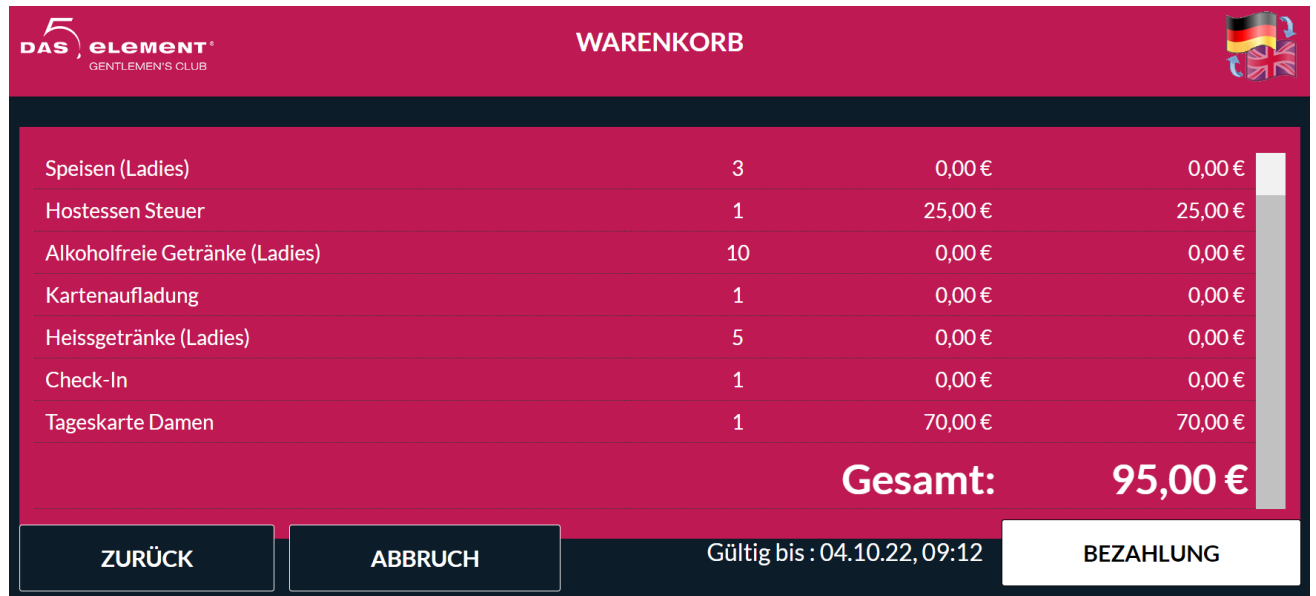 5
DAS element®
GENTLEMEN'S CLUB
WARENKORB
Speisen (Ladies) 3 0,00 € 0,00 €
Hostessen Steuer 1 25,00 € 25,00 €
Alkoholfreie Getränke (Ladies) 10 0,00 € 0,00 €
Kartenaufladung 1 0,00 € 0,00 €
Heissgetränke (Ladies) 5 0,00 € 0,00 €
Check-In 1 0,00 € 0,00 €
Tageskarte Damen 1 70,00 € 70,00 €
Gesamt: 95,00 €
ZURÜCK ABBRUCH Gültig bis : 04.10.22, 09:12 BEZAHLUNG